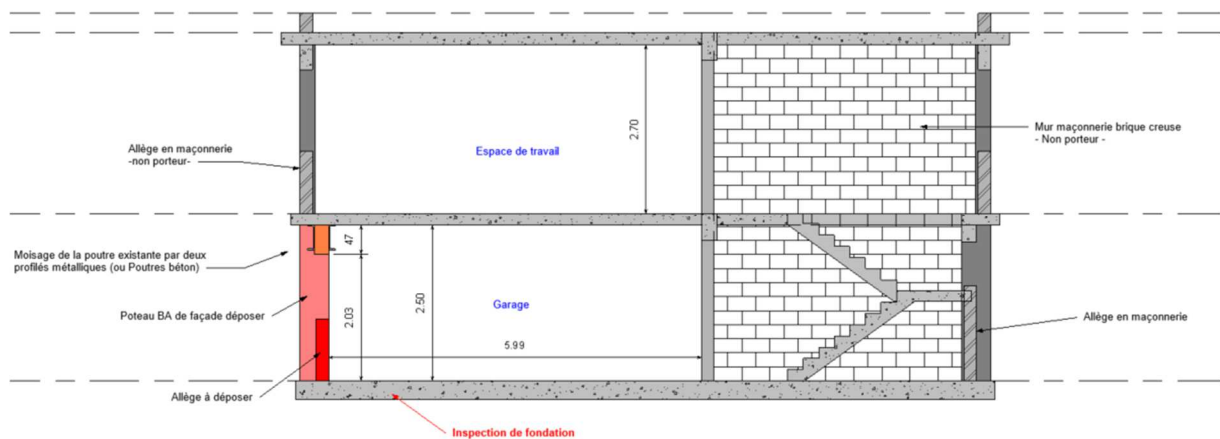 2.70
Espace de travail
Allège en maçonnerie
-non porteur-
Mur maçonnerie brique creuse
- Non porteur -
Moisage de la poutre existante par deux
profilés métalliques (ou Poutres béton)
47
2.03
2.50
Garage
Poteau BA de façade déposer
5.99
Allège en maçonnerie
Allège à déposer
Inspection de fondation